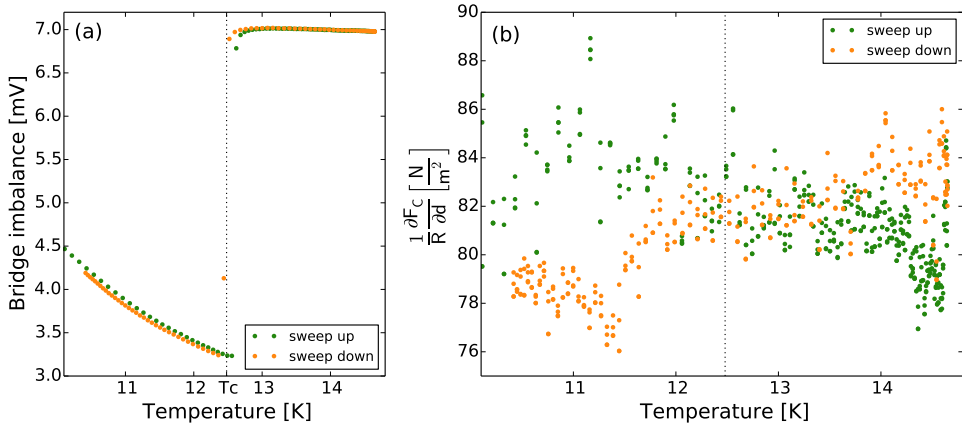 (a)
Bridge imbalance [mV]
7.0
6.5
6.0
5.5
5.0
4.5
4.0
3.5
3.0
sweep up
sweep down
11 12 Tc 13 14
Temperature [K]
(b)
1/R ∂F_C/∂d [N/m²]
90
88
86
84
82
80
78
76
sweep up
sweep down
11 12 13 14
Temperature [K]